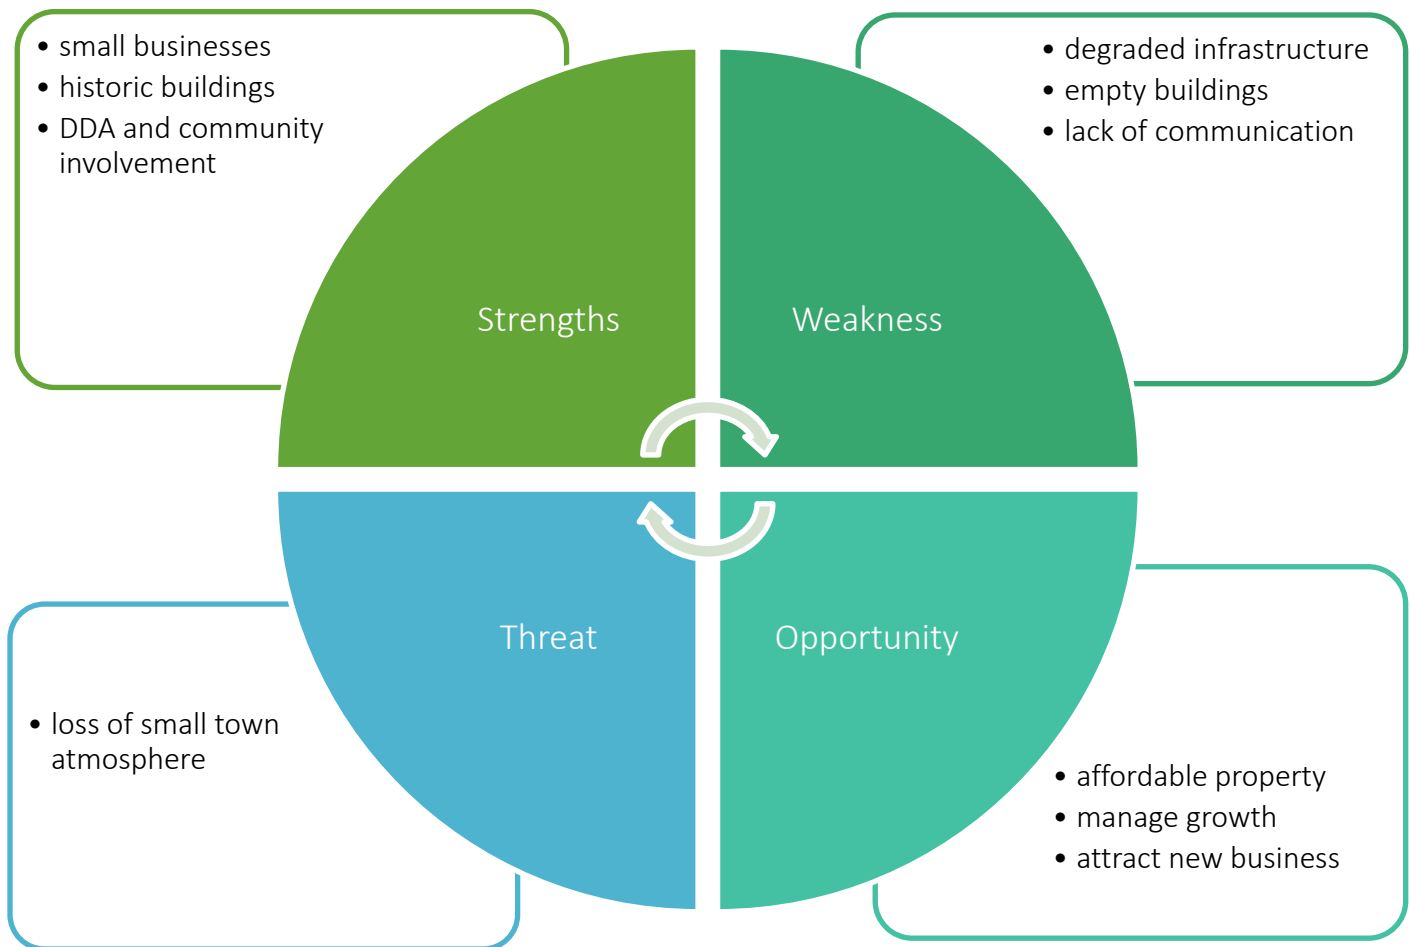 • small businesses
• historic buildings
• DDA and community
involvement
• degraded infrastructure
• empty buildings
• lack of communication
Strengths
Weakness
Threat
Opportunity
• loss of small town
atmosphere
• affordable property
• manage growth
• attract new business